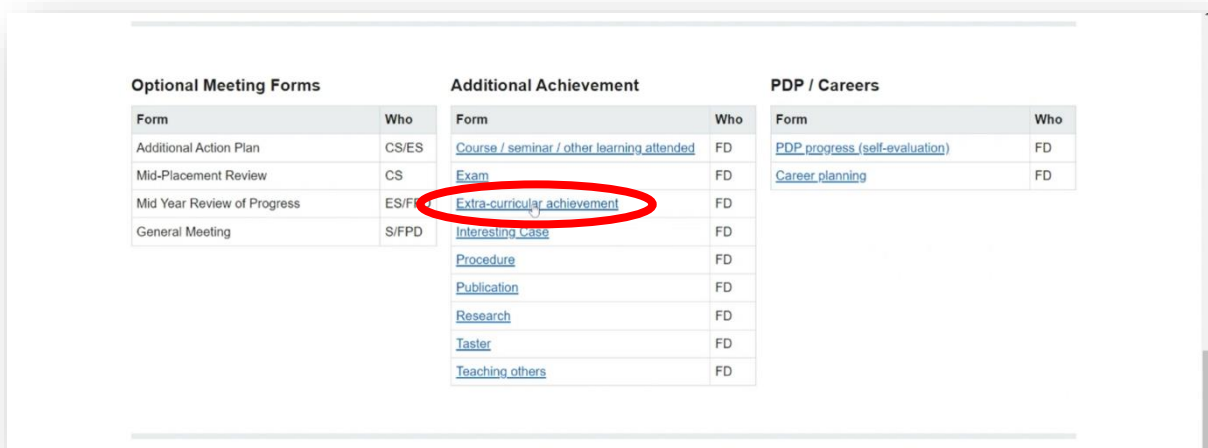 Optional Meeting Forms
Form Who
Additional Action Plan CS/ES
Mid-Placement Review CS
Mid Year Review of Progress ES/FPD
General Meeting S/FPD
Additional Achievement
Form Who
Course / seminar / other learning attended FD
Exam FD
Extra-curricular achievement FD
Interesting Case FD
Procedure FD
Publication FD
Research FD
Taster FD
Teaching others FD
PDP / Careers
Form Who
PDP progress (self-evaluation) FD
Career planning FD